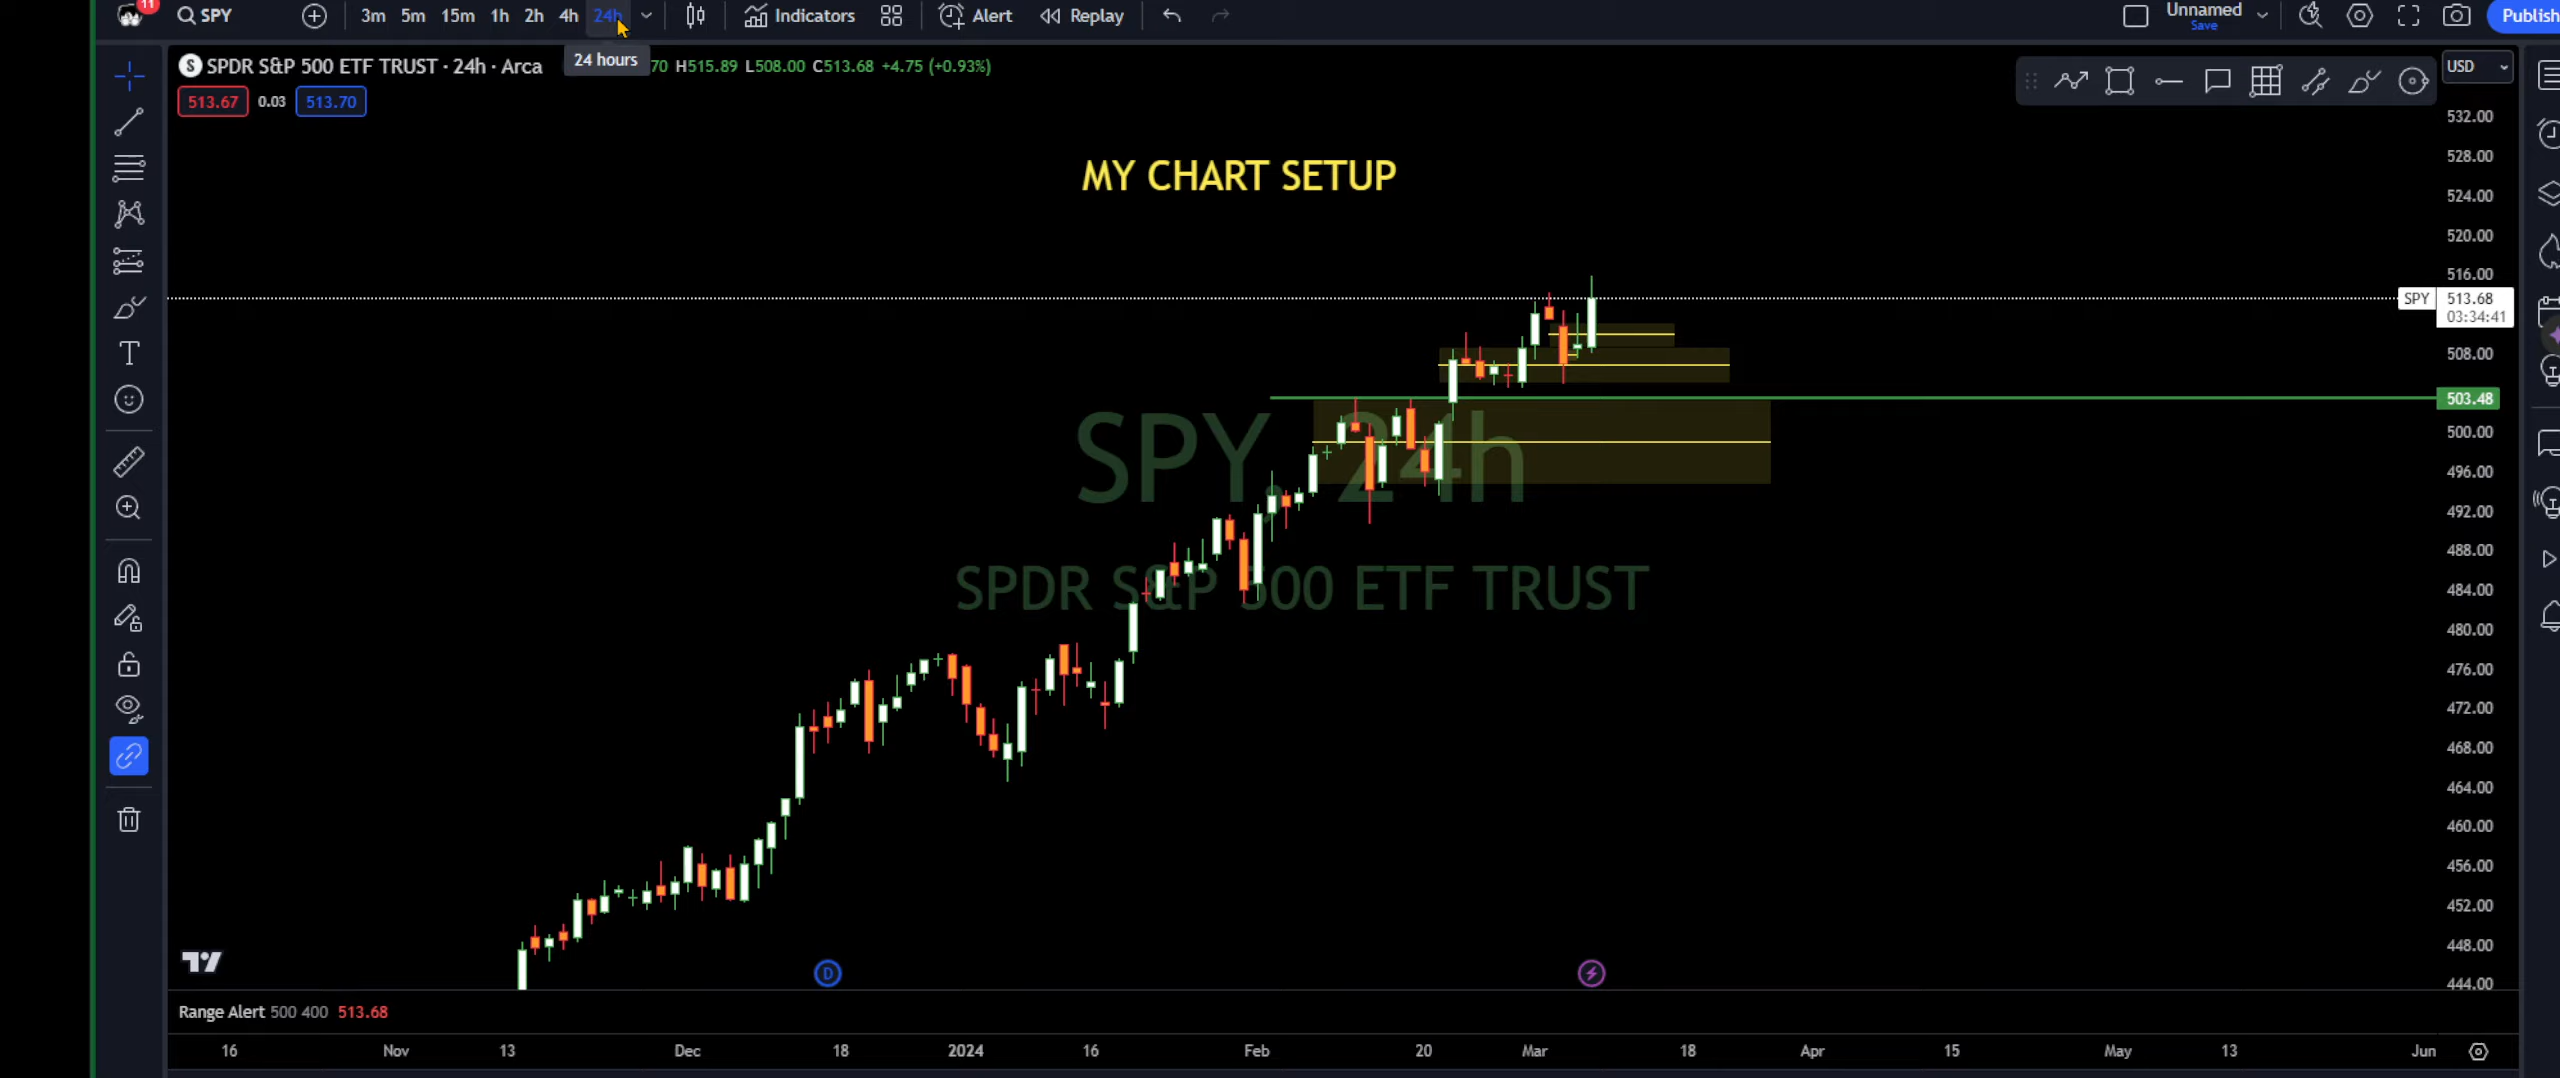 11
SPY 3m 5m 15m 1h 2h 4h 24h Indicators Alert Replay Unnamed Publish
Save
SPDR S&P 500 ETF TRUST · 24h · Arca 70 H515.89 L508.00 C513.68 +4.75 (+0.93%)
24 hours
USD
513.67 0.03 513.70
MY CHART SETUP
532.00
528.00
524.00
520.00
516.00
SPY 513.68
03:34:41
508.00
503.48
500.00
496.00
492.00
488.00
484.00
480.00
476.00
472.00
468.00
464.00
460.00
456.00
452.00
448.00
444.00
SPY, 24h
SPDR S&P 500 ETF TRUST
D
Range Alert 500 400 513.68
16 Nov 13 Dec 18 2024 16 Feb 20 Mar 18 Apr 15 May 13 Jun